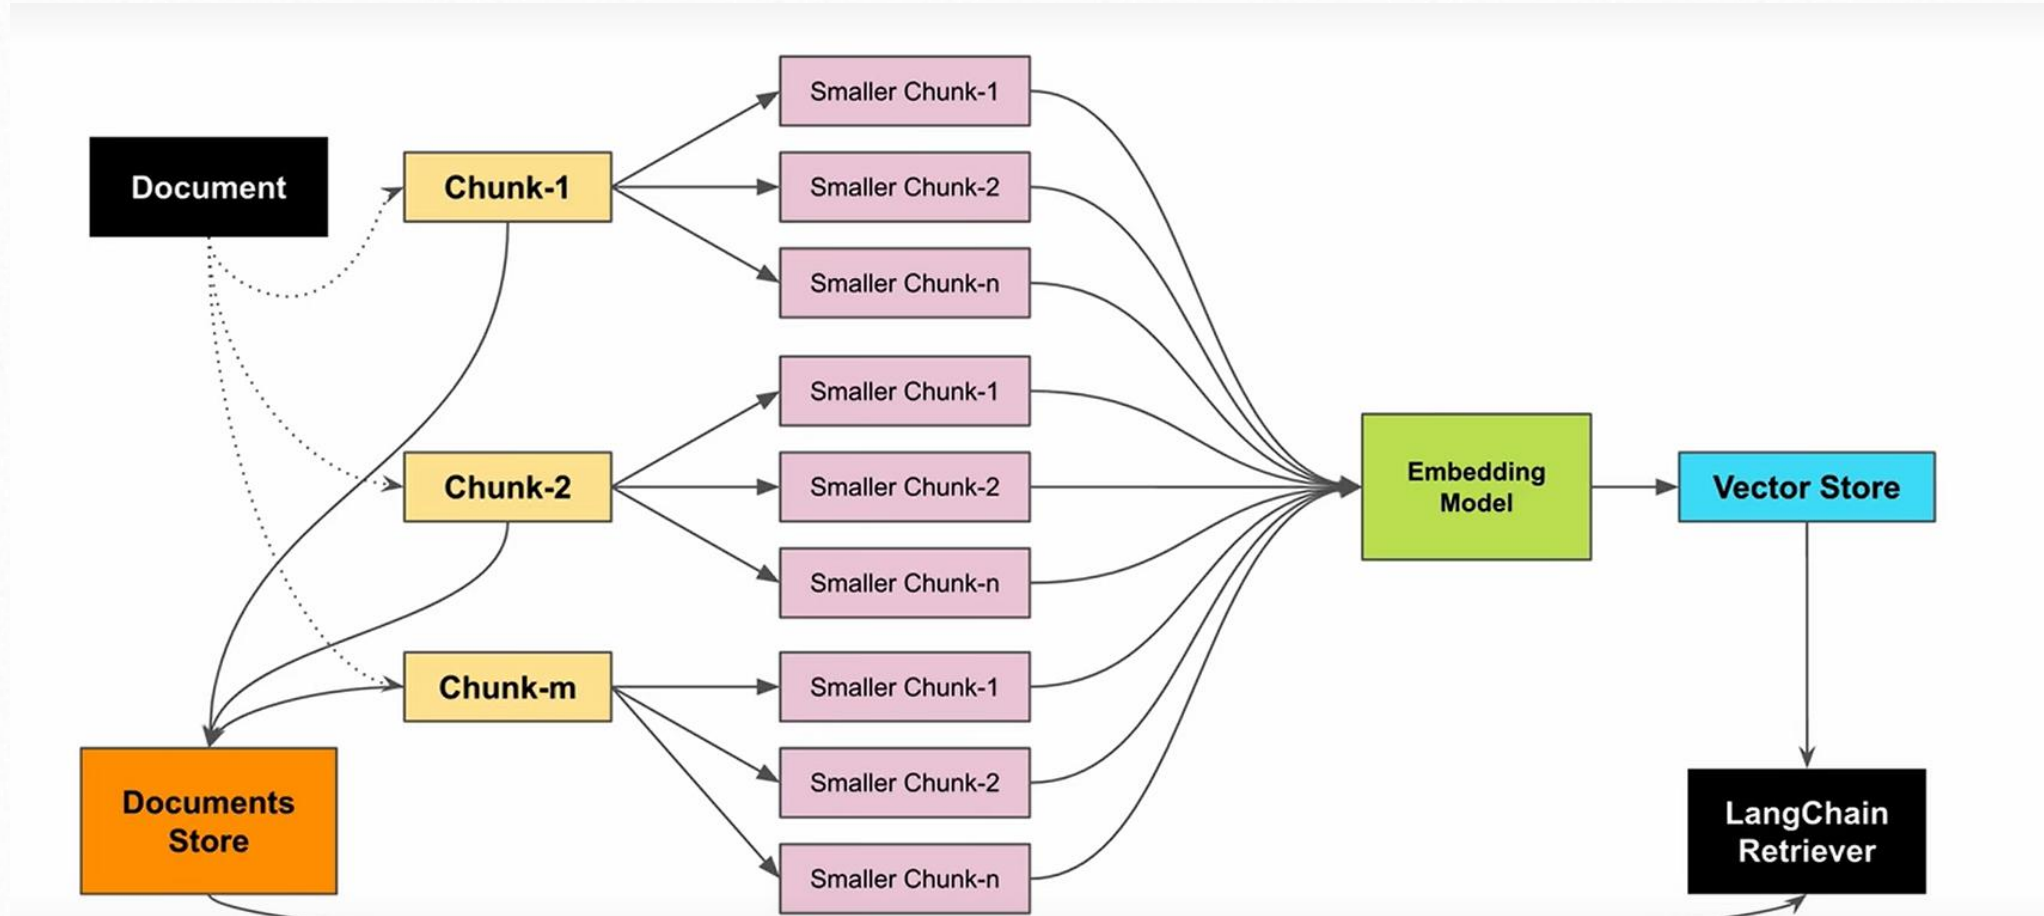 Document
Chunk-1
Smaller Chunk-1
Smaller Chunk-2
Smaller Chunk-n
Chunk-2
Smaller Chunk-1
Smaller Chunk-2
Smaller Chunk-n
Chunk-m
Smaller Chunk-1
Smaller Chunk-2
Smaller Chunk-n
Documents
Store
Embedding
Model
Vector Store
LangChain
Retriever